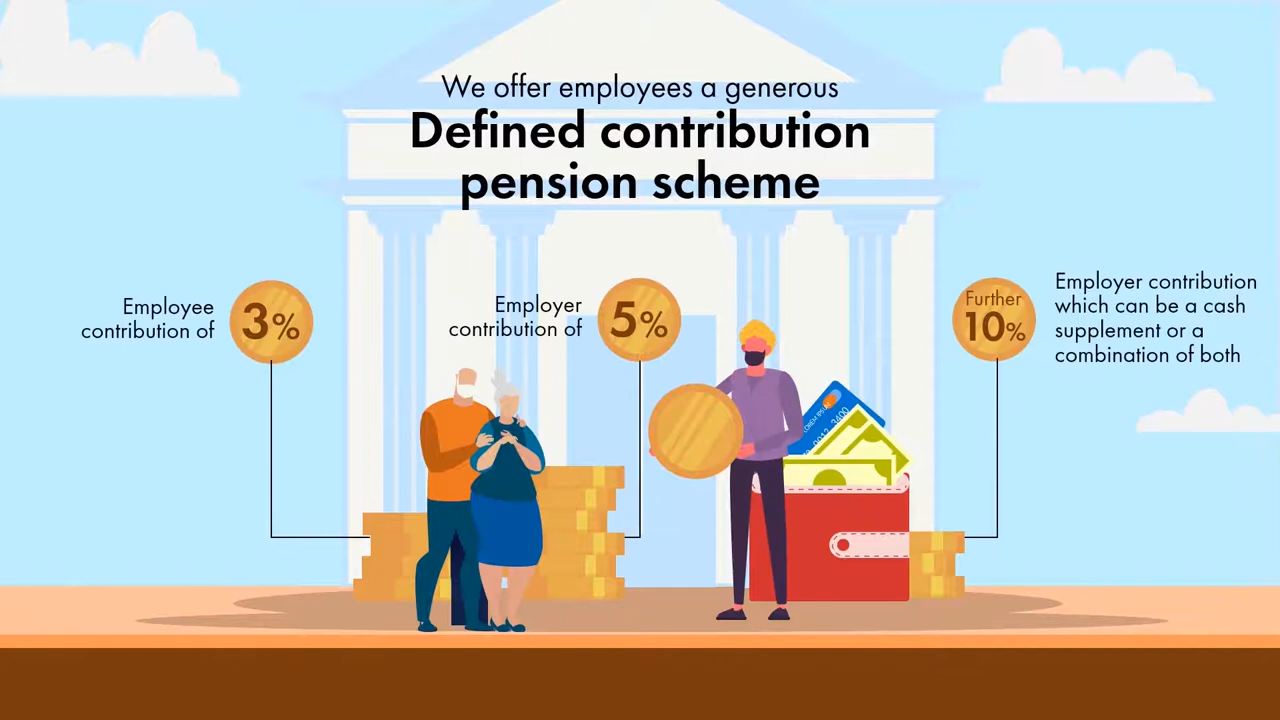 We offer employees a generous
Defined contribution
pension scheme
Employee
contribution of
3%
Employer
contribution of
5%
Further
10%
Employer contribution
which can be a cash
supplement or a
combination of both